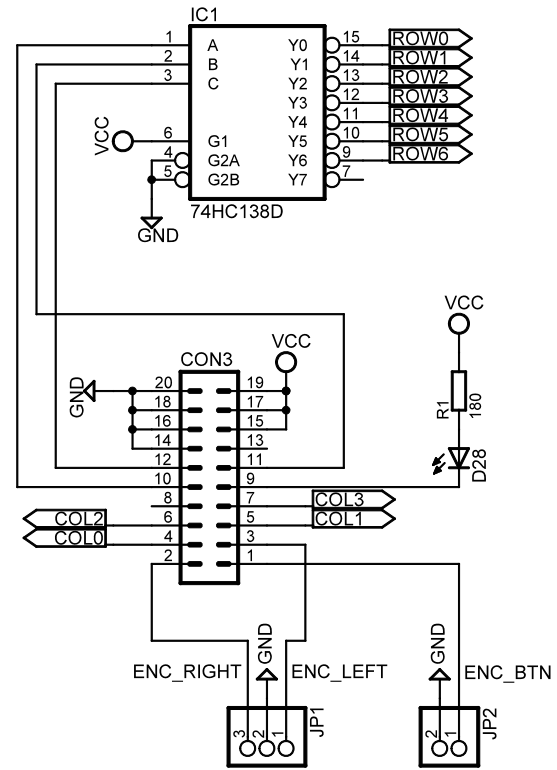 IC1
1 A Y0 15 ROW0
2 B Y1 14 ROW1
3 C Y2 13 ROW2
Y3 12 ROW3
Y4 11 ROW4
VCC 6 G1 Y5 10 ROW5
4 G2A Y6 9 ROW6
5 G2B Y7 7
74HC138D
GND
VCC
VCC
CON3
GND 20 19
18 17
R1 180
16 15
14 13
12 11
D28
10 9
8 7 COL3
COL2 6 5 COL1
COL0 4 3
2 1
ENC_RIGHT GND ENC_LEFT GND ENC_BTN
3 2 1 JP1
2 1 JP2